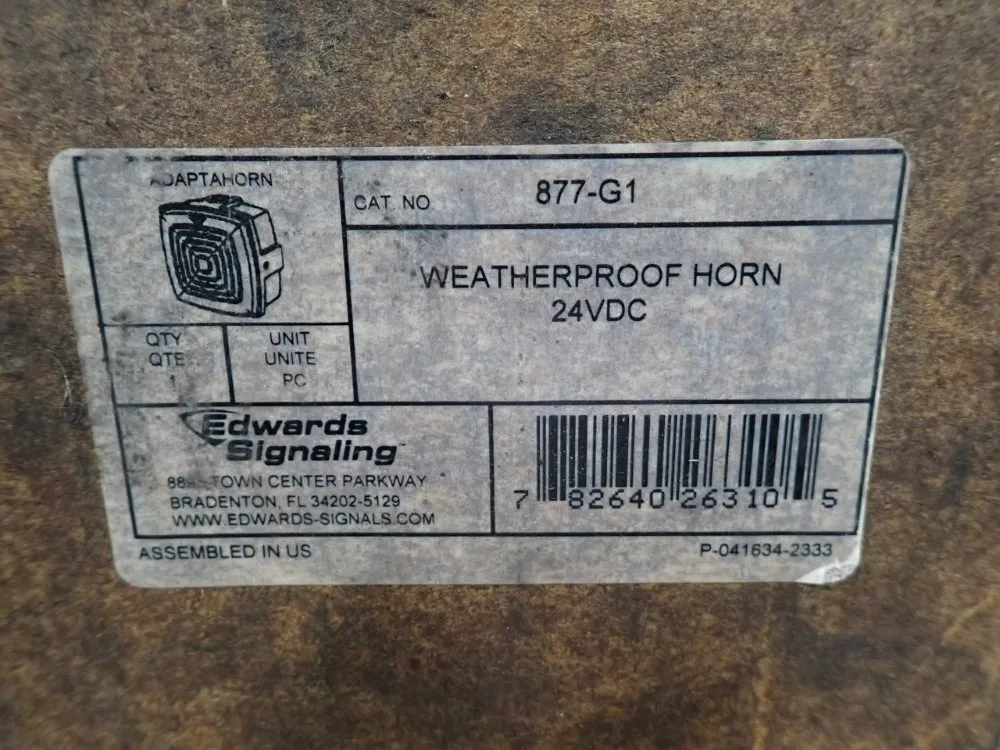 ADAPTAHORN
CAT. NO
877-G1
WEATHERPROOF HORN
24VDC
QTY
QTE
1
UNIT
UNITE
PC
Edwards
Signaling
TOWN CENTER PARKWAY
BRADENTON, FL 34202-5129
WWW.EDWARDS-SIGNALS.COM
7 82640 26310 5
ASSEMBLED IN US
P-041634-2333